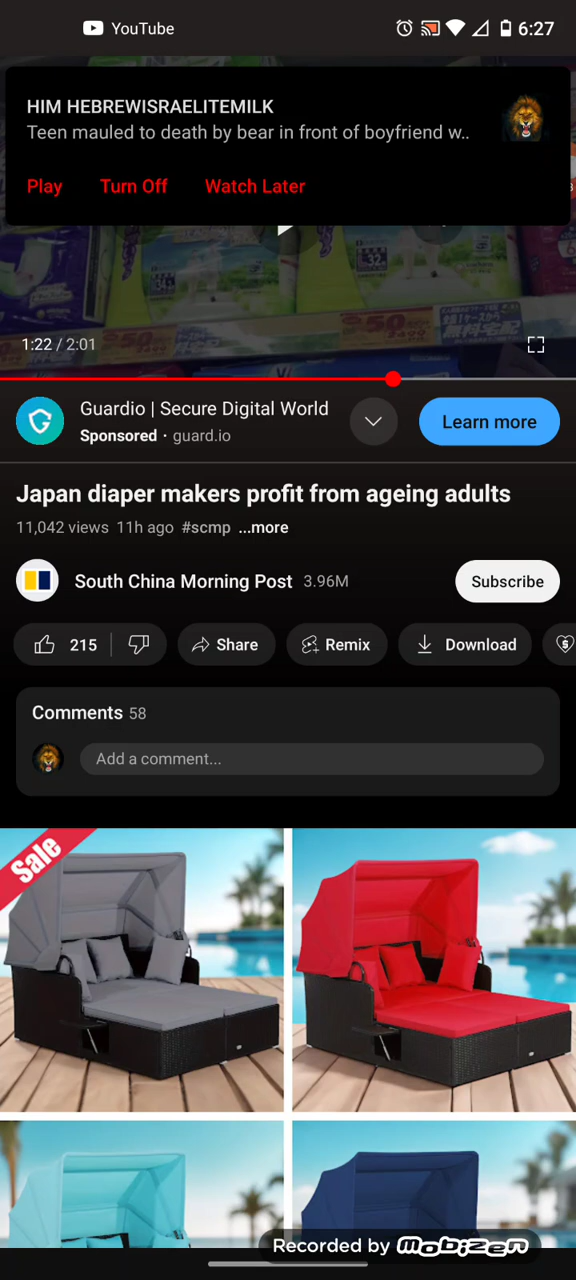 YouTube
6:27
HIM HEBREWISRAELITEMILK
Teen mauled to death by bear in front of boyfriend w..
Play Turn Off Watch Later
1:22 / 2:01
Guardio | Secure Digital World
Sponsored · guard.io
Learn more
Japan diaper makers profit from ageing adults
11,042 views 11h ago #scmp ...more
South China Morning Post 3.96M
Subscribe
215 Share Remix Download
Comments 58
Add a comment...
Sale
Recorded by mobizen